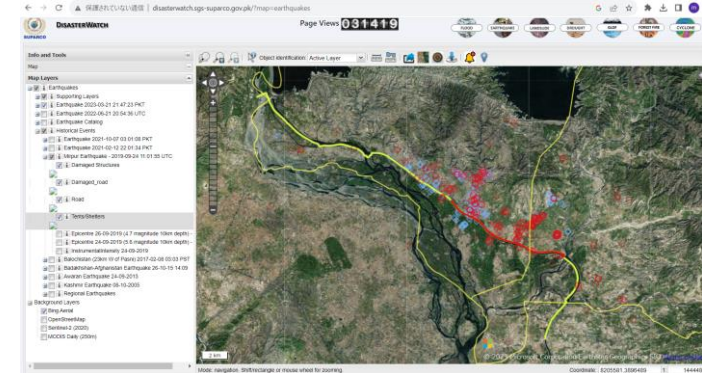 保護されていない通信 | disasterwatch.sgs-suparco.gov.pk/?map=earthquakes
SUPARCO
DISASTERWATCH
Page Views 031419
FLOOD
EARTHQUAKE
LANDSLIDE
DROUGHT
FOREST FIRE
CYCLONE
Info and Tools
Object identification: Active Layer
Map
Map Layers
Earthquakes
Supporting Layers
Earthquake 2023-03-21 21:47:23 PKT
Earthquake 2022-06-21 20:54:36 UTC
Earthquake Catalog
Historical Events
Earthquake 2021-10-07 03:01:08 PKT
Earthquake 2021-02-12 22:01:34 PKT
Mirpur Earthquake - 2019-09-24 11:01:55 UTC
Damaged Structures
Damaged_road
Road
Tents/Shelters
Epicentre 26-09-2019 (4.7 magnitude 10km depth) -
Epicentre 24-09-2019 (5.8 magnitude 10km depth) -
InstrumentalIntensity 24-09-2019
Balochistan (23km W of Pasni) 2017-02-08 03:03 PST
Badakhshan-Afghanistan Earthquake 26-10-15 14:09
Awaran Earthquake 24-09-2013
Kashmir Earthquake 08-10-2005
Regional Earthquakes
Background Layers
Bing Aerial
OpenStreetMap
Sentinel-2 (2020)
MODIS Daily (250m)
2 km
Mode: navigation. Shift/rectangle or mouse wheel for zooming.
Coordinate: